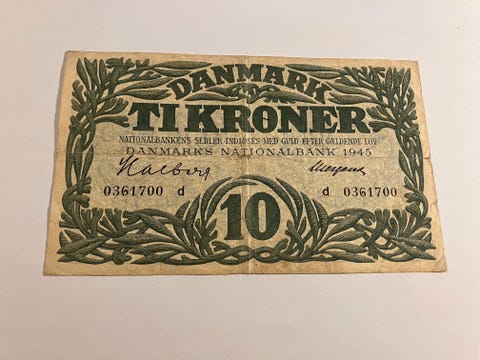 DANMARK
TI KRONER
NATIONALBANKENS SEDLER INDLØSES MED GULD EFTER GÆLDENDE LOV
DANMARKS NATIONALBANK 1945
0361700 d d 0361700
10